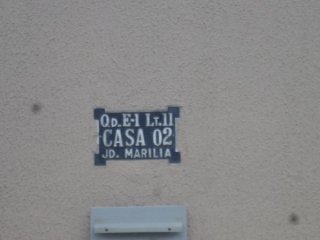 QD. E-1 LT. 11
CASA 02
JD. MARILIA